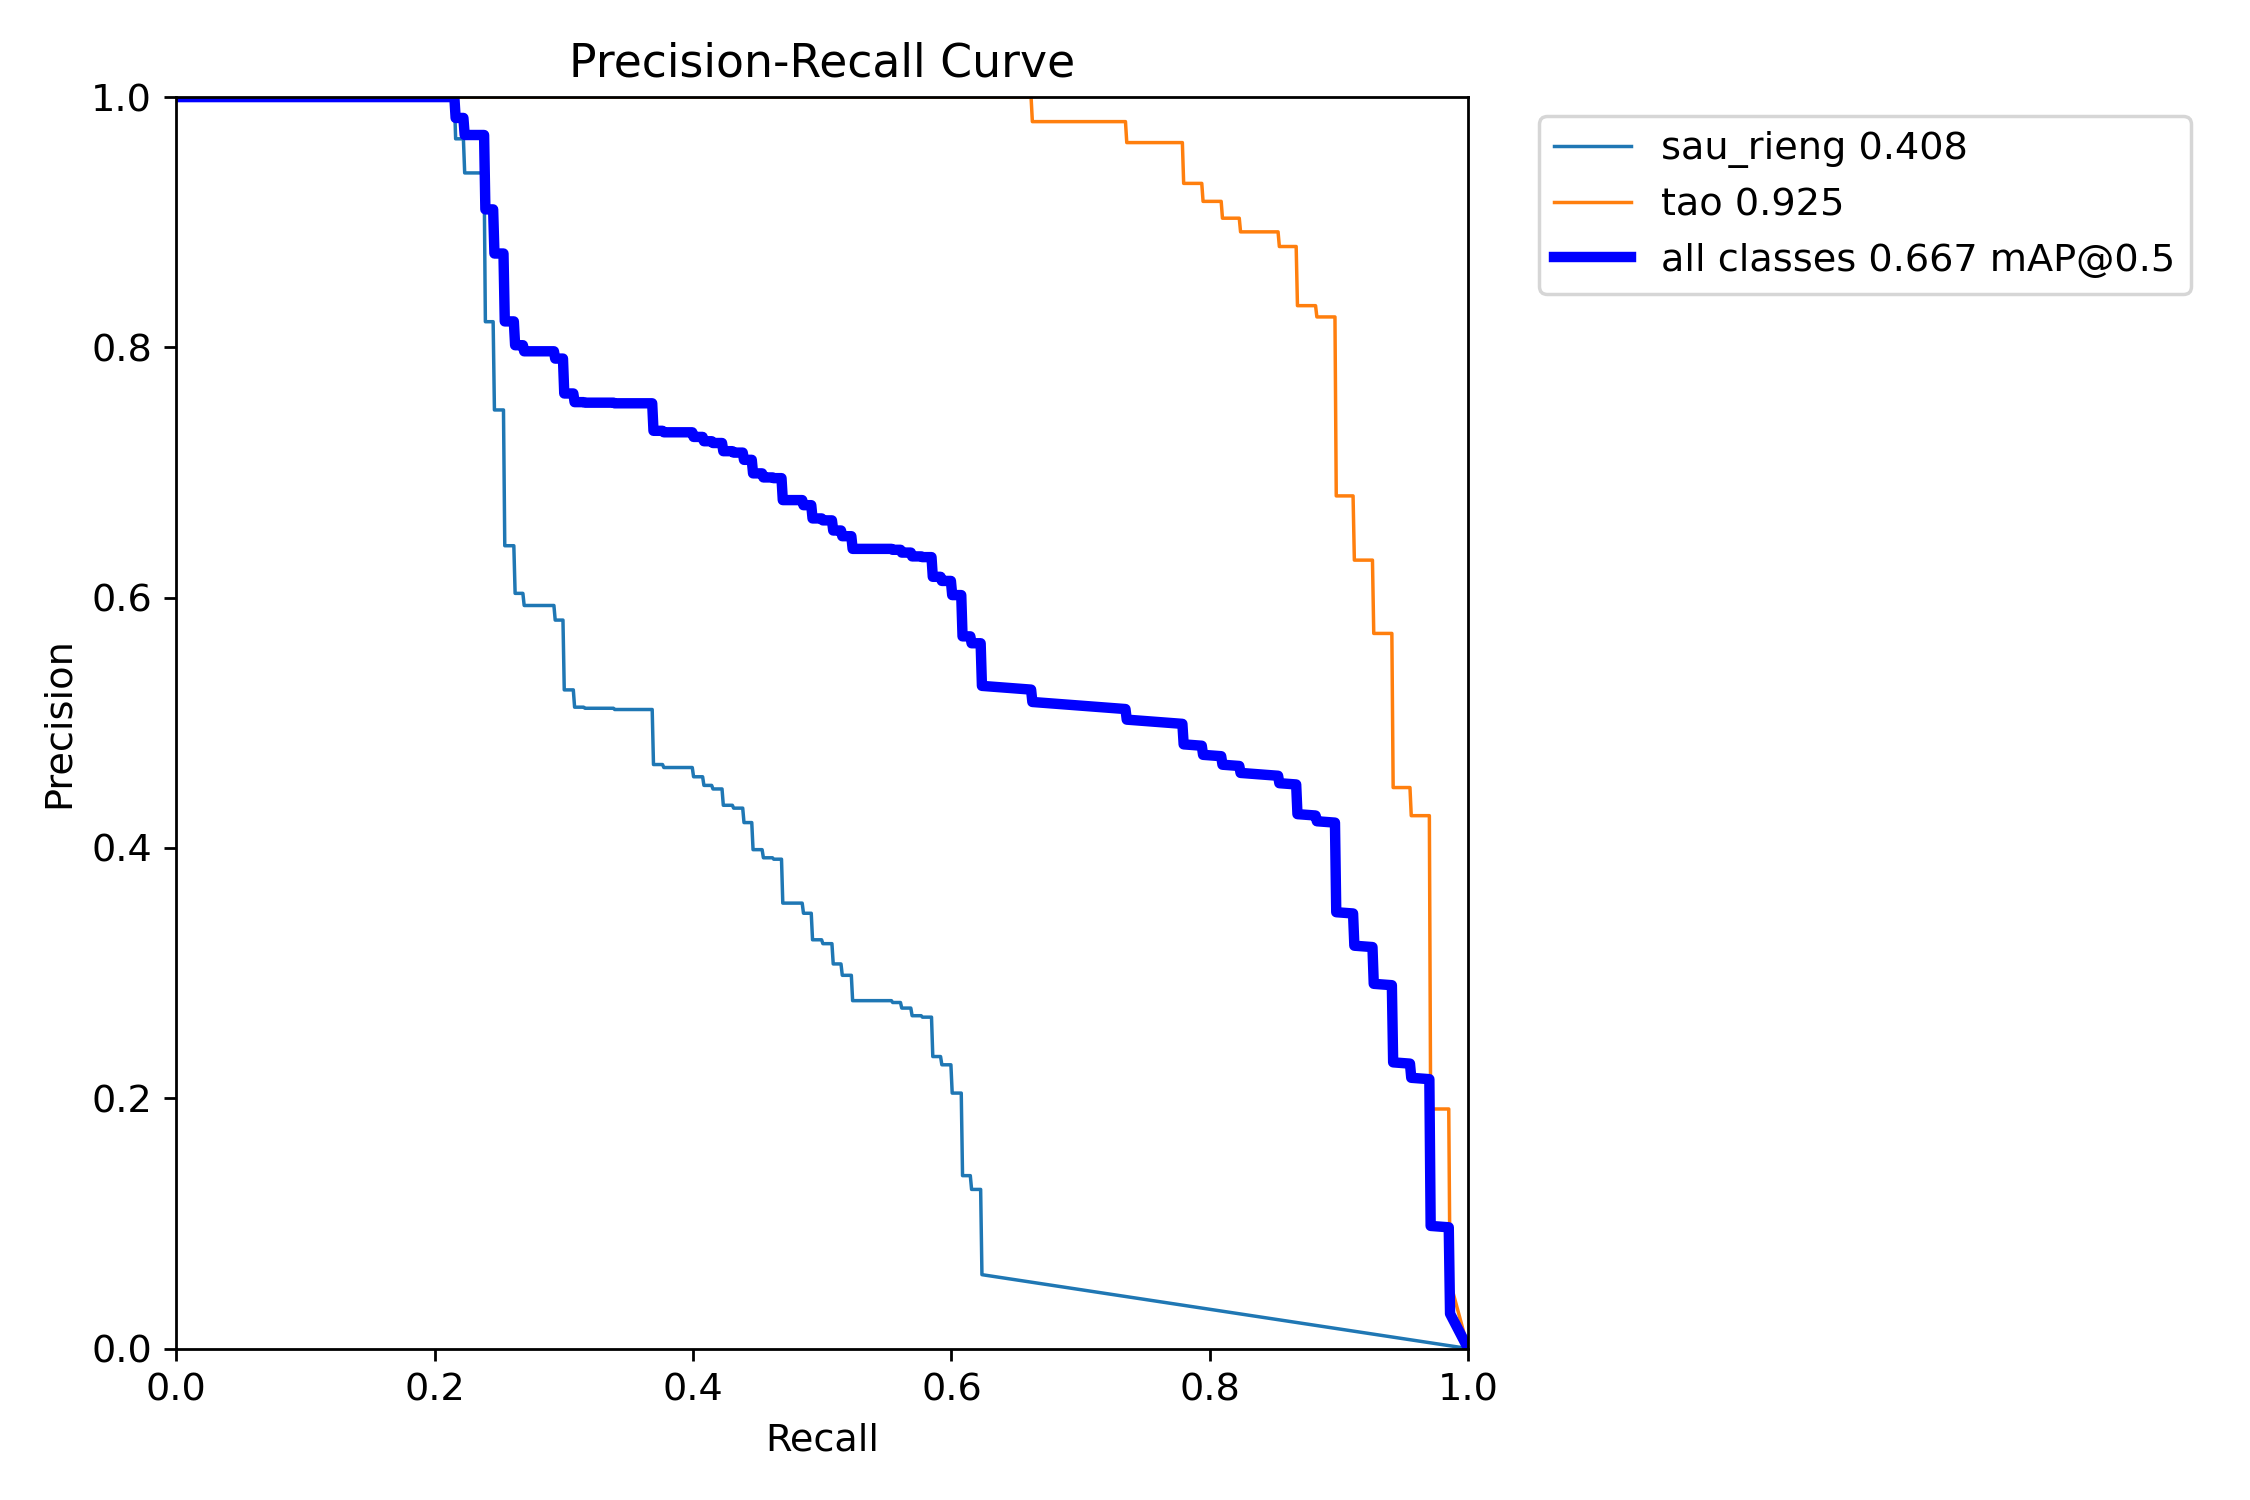 Precision-Recall Curve
1.0
0.8
0.6
0.4
0.2
0.0
Precision
0.0 0.2 0.4 0.6 0.8 1.0
Recall
sau_rieng 0.408
tao 0.925
all classes 0.667 mAP@0.5